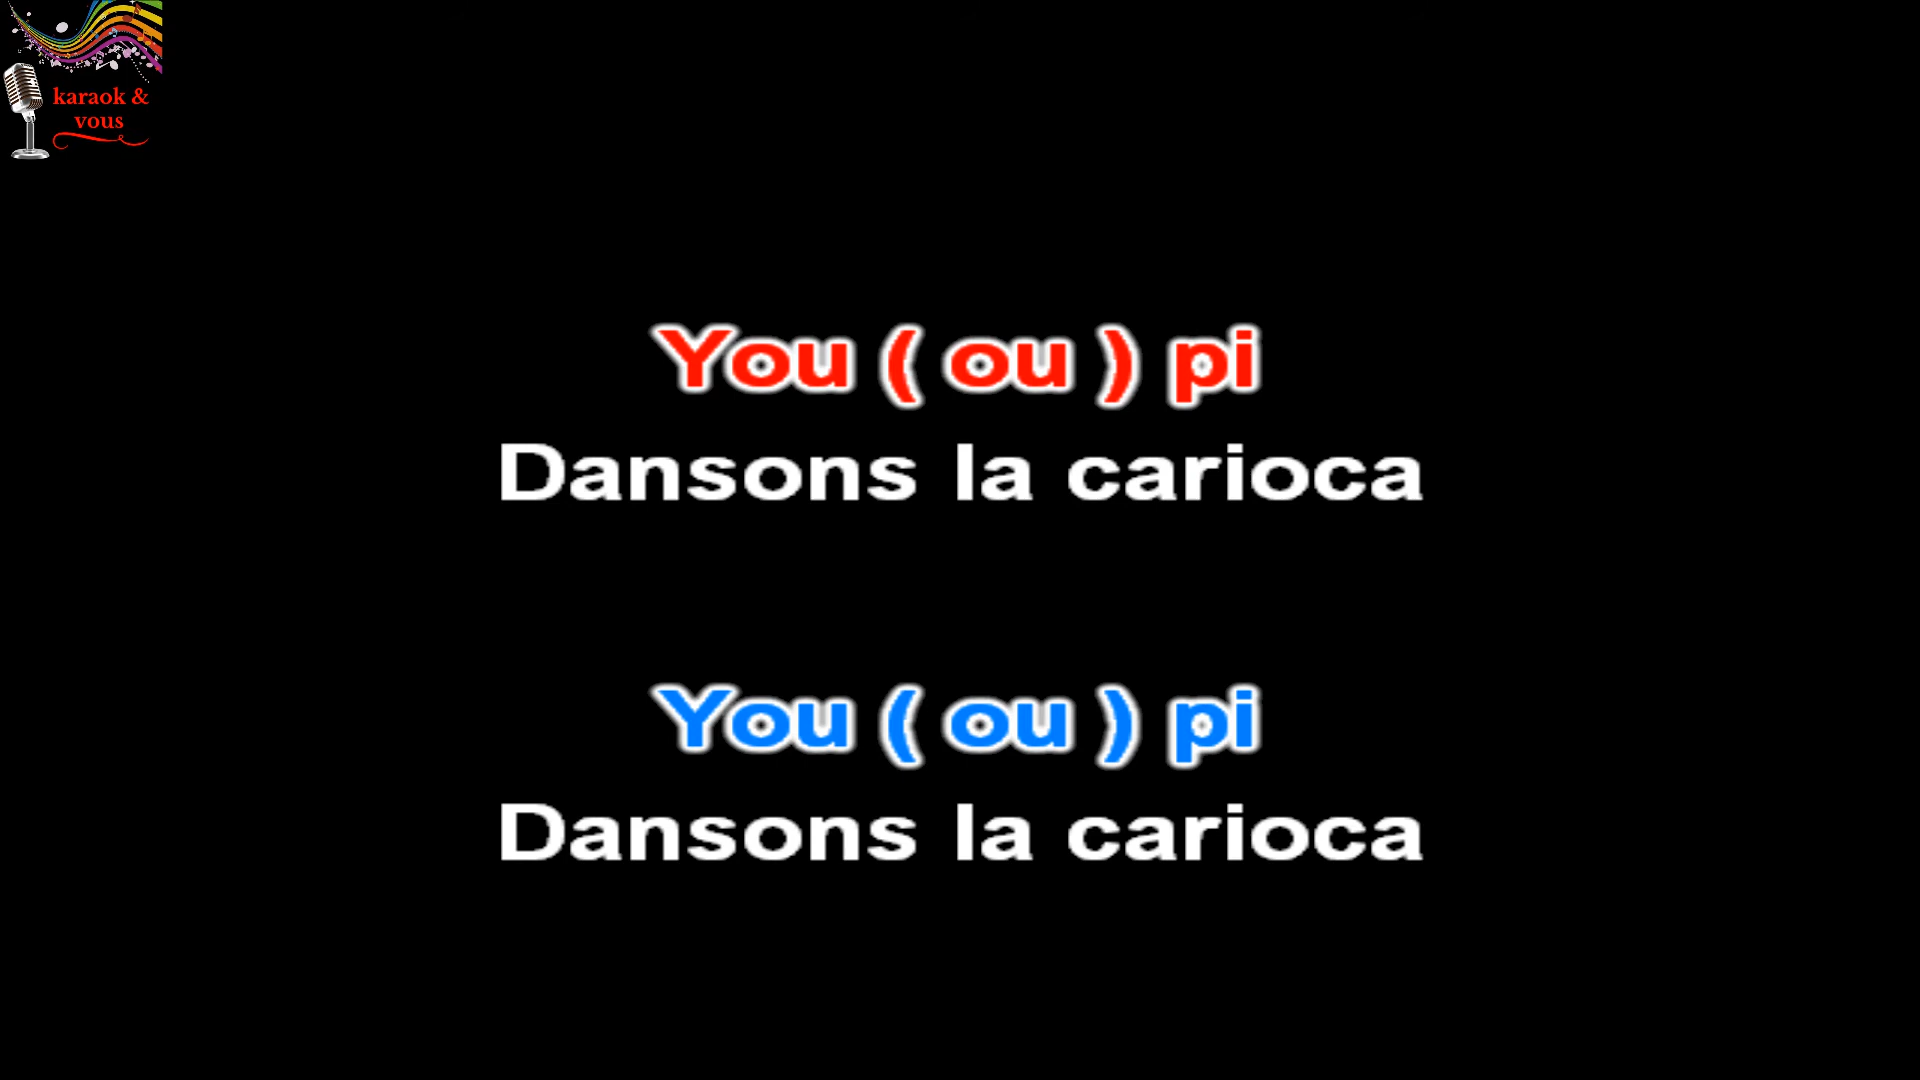 karaok &
vous
You ( ou ) pi
Dansons la carioca
You ( ou ) pi
Dansons la carioca